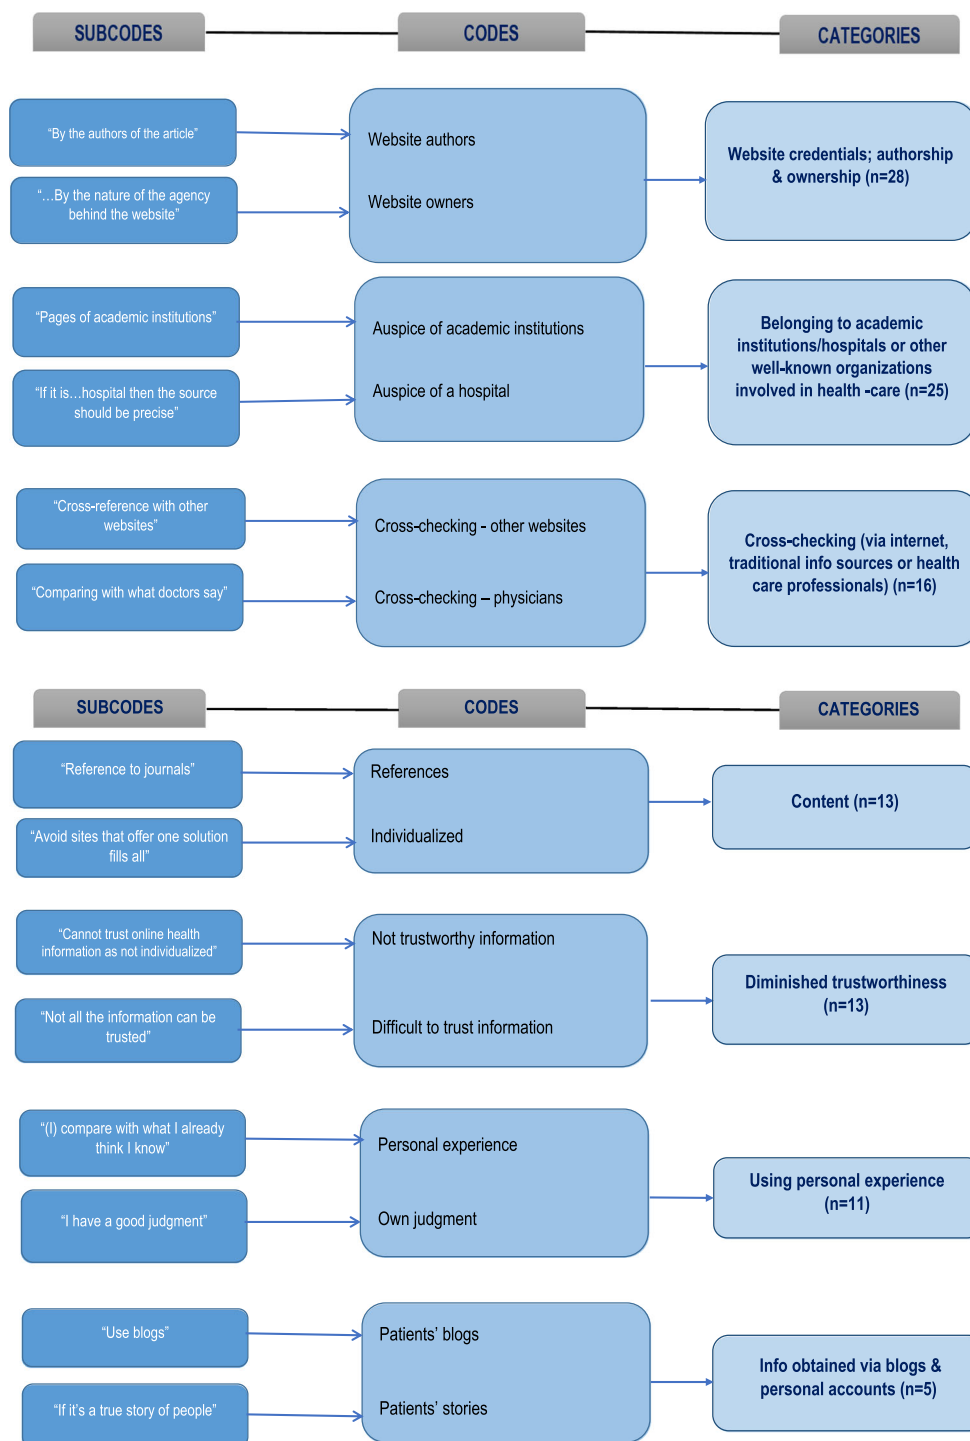 SUBCODES
CODES
CATEGORIES
“By the authors of the article”
“...By the nature of the agency
behind the website”
Website authors
Website owners
Website credentials; authorship
& ownership (n=28)
“Pages of academic institutions”
“If it is...hospital then the source
should be precise”
Auspice of academic institutions
Auspice of a hospital
Belonging to academic
institutions/hospitals or other
well-known organizations
involved in health -care (n=25)
“Cross-reference with other
websites”
“Comparing with what doctors say”
Cross-checking - other websites
Cross-checking – physicians
Cross-checking (via internet,
traditional info sources or health
care professionals) (n=16)
SUBCODES
CODES
CATEGORIES
“Reference to journals”
“Avoid sites that offer one solution
fills all”
References
Individualized
Content (n=13)
“Cannot trust online health
information as not individualized”
“Not all the information can be
trusted”
Not trustworthy information
Difficult to trust information
Diminished trustworthiness
(n=13)
“(I) compare with what I already
think I know”
“I have a good judgment”
Personal experience
Own judgment
Using personal experience
(n=11)
“Use blogs”
“If it’s a true story of people”
Patients’ blogs
Patients’ stories
Info obtained via blogs &
personal accounts (n=5)